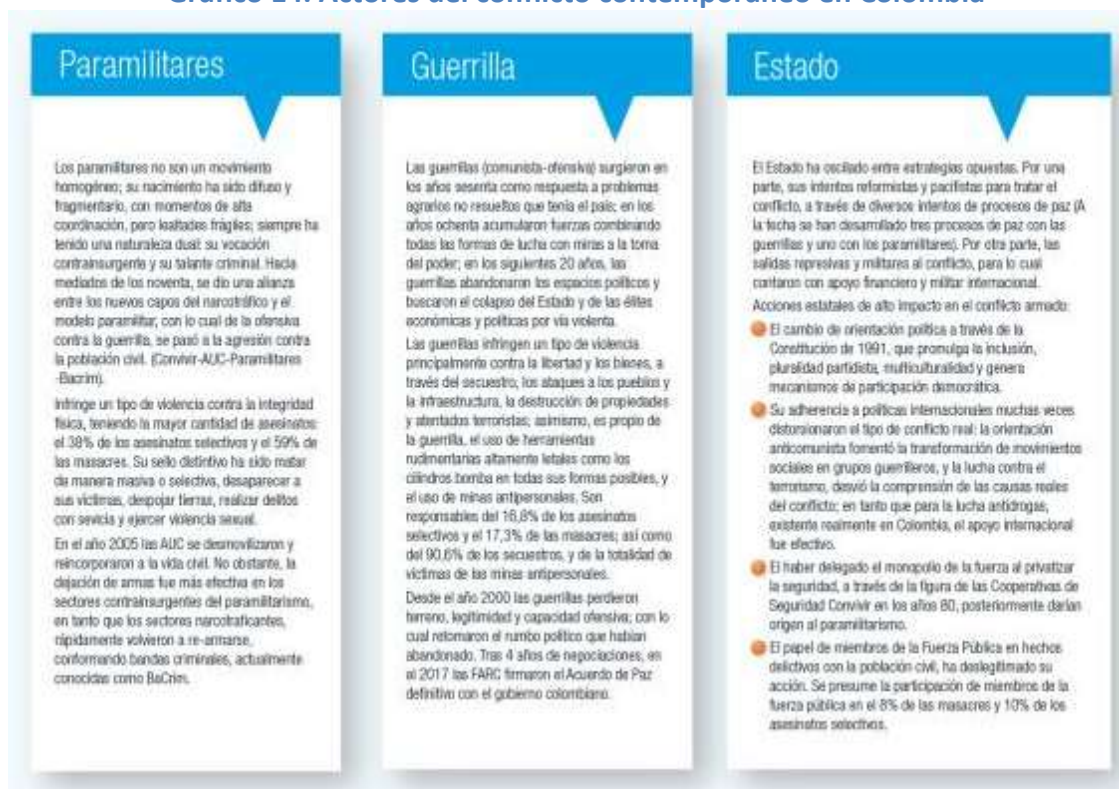 Gráfico 14. Actores del conflicto contemporáneo en Colombia
Paramilitares
Los paramilitares no son un movimiento
homogéneo; su nacimiento ha sido difuso y
fragmentario, con momentos de alta
coordinación, pero lealtades frágiles; siempre ha
tenido una naturaleza dual: su vocación
contrainsurgente y su talante criminal. Hacia
mediados de los noventa, se dio una alianza
entre los nuevos capos del narcotráfico y el
modelo paramilitar, con lo cual de la ofensiva
contra la guerrilla, se pasó a la agresión contra
la población civil. (Convivir-AUC-Paramilitares
-Bacrim).
Infringe un tipo de violencia contra la integridad
física, teniendo la mayor cantidad de asesinatos:
el 38% de los asesinatos selectivos y el 59% de
las masacres. Su sello distintivo ha sido matar
de manera masiva o selectiva, desaparecer a
sus víctimas, despojar tierras, realizar delitos
con sevicia y ejercer violencia sexual.
En el año 2005 las AUC se desmovilizaron y
reincorporaron a la vida civil. No obstante, la
dejación de armas fue más efectiva en los
sectores contrainsurgentes del paramilitarismo,
en tanto que los sectores narcotraficantes,
rápidamente volvieron a re-armarse,
conformando bandas criminales, actualmente
conocidas como BaCrim.
Guerrilla
Las guerrillas (comunista-ofensiva) surgieron en
los años sesenta como respuesta a problemas
agrarios no resueltos que tenía el país; en los
años ochenta acumularon fuerzas combinando
todas las formas de lucha con miras a la toma
del poder; en los siguientes 20 años, las
guerrillas abandonaron los espacios políticos y
buscaron el colapso del Estado y de las élites
económicas y políticas por vía violenta.
Las guerrillas infringen un tipo de violencia
principalmente contra la libertad y los bienes, a
través del secuestro, los ataques a los pueblos y
la infraestructura, la destrucción de propiedades
y atentados terroristas; asimismo, es propio de
la guerrilla, el uso de herramientas
rudimentarias altamente letales como los
cilindros bomba en todas sus formas posibles, y
el uso de minas antipersonales. Son
responsables del 16,8% de los asesinatos
selectivos y el 17,3% de las masacres; así como
del 90,6% de los secuestros, y de la totalidad de
víctimas de las minas antipersonales.
Desde el año 2000 las guerrillas perdieron
terreno, legitimidad y capacidad ofensiva; con lo
cual retomaron el rumbo político que habían
abandonado. Tras 4 años de negociaciones, en
el 2017 las FARC firmaron el Acuerdo de Paz
definitivo con el gobierno colombiano.
Estado
El Estado ha oscilado entre estrategias opuestas. Por una
parte, sus intentos reformistas y pacifistas para tratar el
conflicto, a través de diversos intentos de procesos de paz (A
la fecha se han desarrollado tres procesos de paz con las
guerrillas y uno con los paramilitares). Por otra parte, las
salidas represivas y militares al conflicto, para lo cual
contaron con apoyo financiero y militar internacional.
Acciones estatales de alto impacto en el conflicto armado:
El cambio de orientación política a través de la
Constitución de 1991, que promulga la inclusión,
pluralidad partidista, multiculturalidad y genera
mecanismos de participación democrática.
Su adherencia a políticas internacionales muchas veces
distorsionaron el tipo de conflicto real: la orientación
anticomunista fomentó la transformación de movimientos
sociales en grupos guerrilleros, y la lucha contra el
terrorismo, desvió la comprensión de las causas reales
del conflicto; en tanto que para la lucha antidrogas,
existente realmente en Colombia, el apoyo internacional
fue efectivo.
El haber delegado el monopolio de la fuerza al privatizar
la seguridad, a través de la figura de las Cooperativas de
Seguridad Convivir en los años 80, posteriormente darían
origen al paramilitarismo.
El papel de miembros de la Fuerza Pública en hechos
delictivos con la población civil, ha deslegitimado su
acción. Se presume la participación de miembros de la
fuerza pública en el 8% de las masacres y 10% de los
asesinatos selectivos.